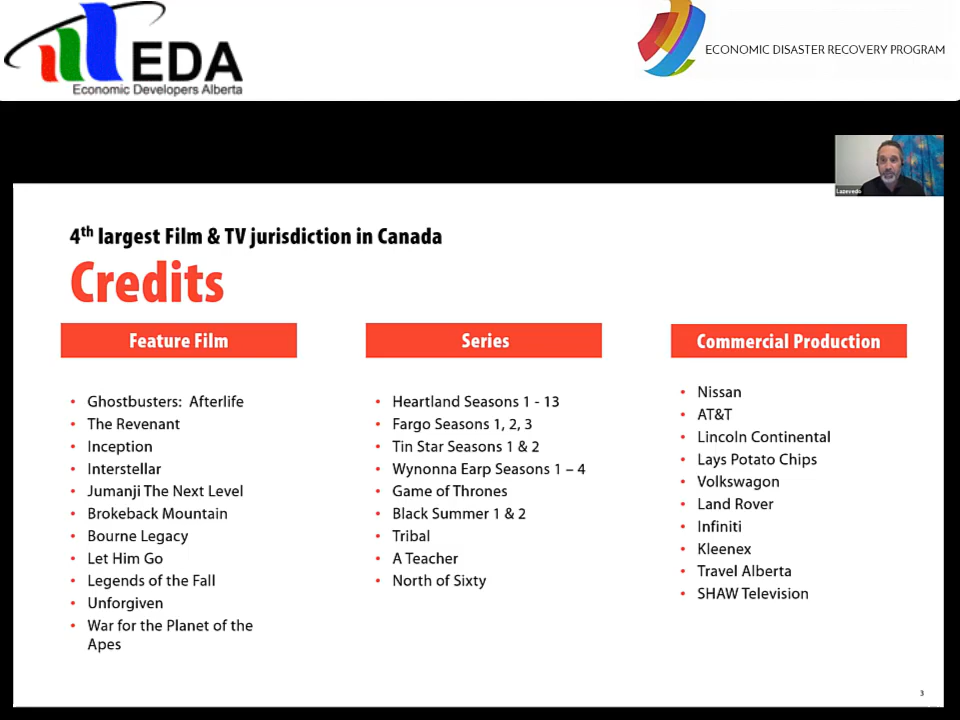 EDA
Economic Developers Alberta
ECONOMIC DISASTER RECOVERY PROGRAM
Lazevedo
4th largest Film & TV jurisdiction in Canada
Credits
Feature Film
• Ghostbusters: Afterlife
• The Revenant
• Inception
• Interstellar
• Jumanji The Next Level
• Brokeback Mountain
• Bourne Legacy
• Let Him Go
• Legends of the Fall
• Unforgiven
• War for the Planet of the
Apes
Series
• Heartland Seasons 1 - 13
• Fargo Seasons 1, 2, 3
• Tin Star Seasons 1 & 2
• Wynonna Earp Seasons 1 – 4
• Game of Thrones
• Black Summer 1 & 2
• Tribal
• A Teacher
• North of Sixty
Commercial Production
• Nissan
• AT&T
• Lincoln Continental
• Lays Potato Chips
• Volkswagon
• Land Rover
• Infiniti
• Kleenex
• Travel Alberta
• SHAW Television
3